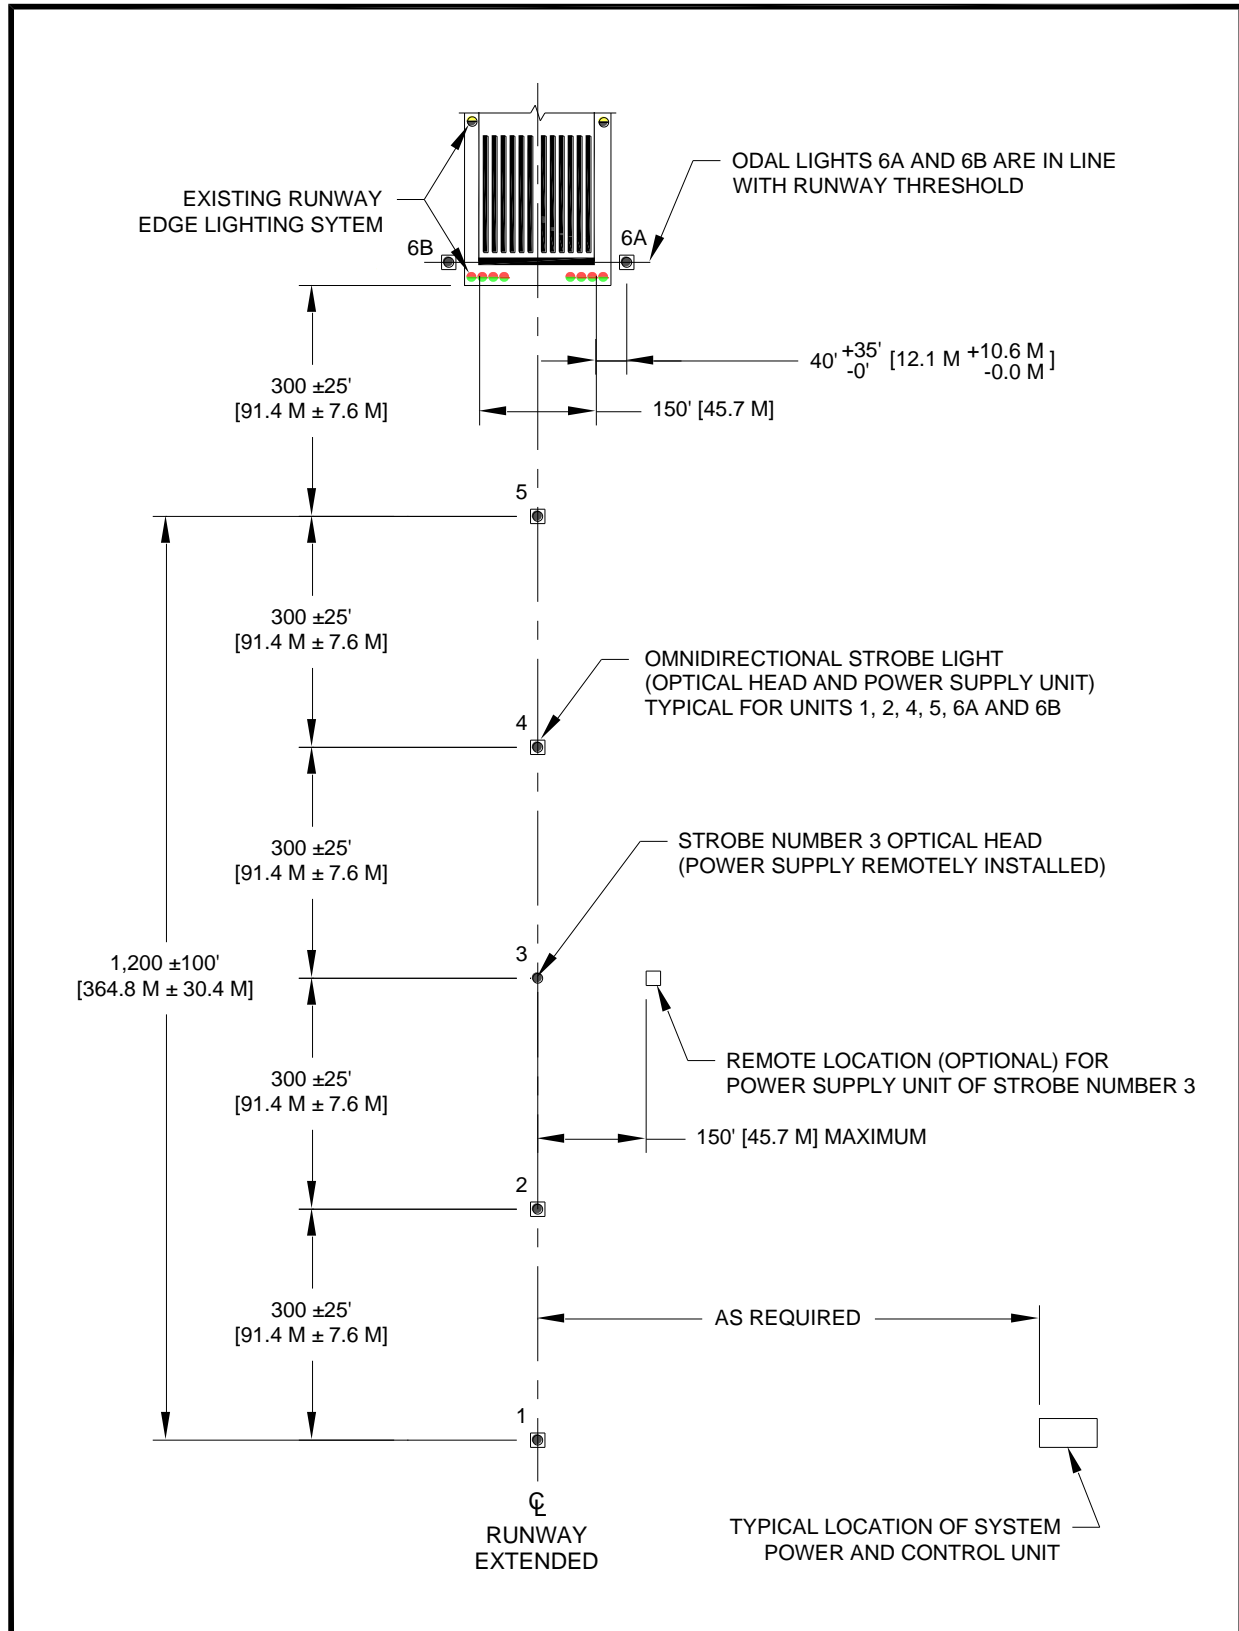 ODAL LIGHTS 6A AND 6B ARE IN LINE
WITH RUNWAY THRESHOLD
EXISTING RUNWAY
EDGE LIGHTING SYTEM
6B
6A
40' +35' -0' [12.1 M +10.6 M -0.0 M ]
300 ±25'
[91.4 M ± 7.6 M]
150' [45.7 M]
5
300 ±25'
[91.4 M ± 7.6 M]
OMNIDIRECTIONAL STROBE LIGHT
(OPTICAL HEAD AND POWER SUPPLY UNIT)
TYPICAL FOR UNITS 1, 2, 4, 5, 6A AND 6B
4
300 ±25'
[91.4 M ± 7.6 M]
STROBE NUMBER 3 OPTICAL HEAD
(POWER SUPPLY REMOTELY INSTALLED)
3
1,200 ±100'
[364.8 M ± 30.4 M]
REMOTE LOCATION (OPTIONAL) FOR
POWER SUPPLY UNIT OF STROBE NUMBER 3
300 ±25'
[91.4 M ± 7.6 M]
150' [45.7 M] MAXIMUM
2
300 ±25'
[91.4 M ± 7.6 M]
AS REQUIRED
1
℄
RUNWAY
EXTENDED
TYPICAL LOCATION OF SYSTEM
POWER AND CONTROL UNIT